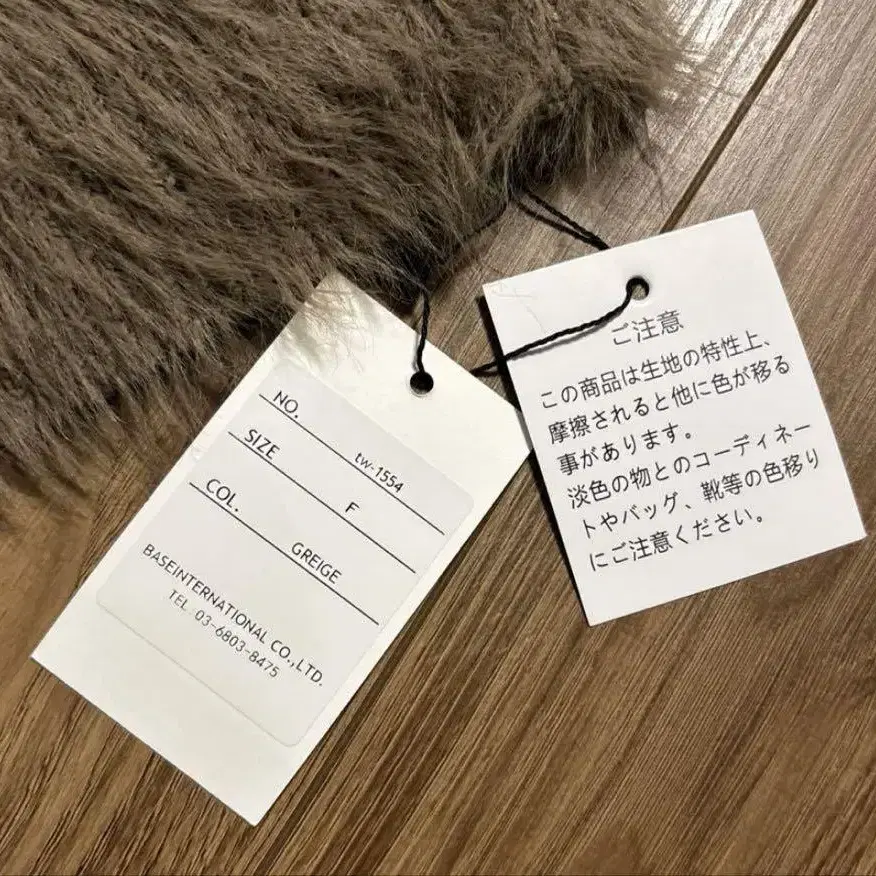 NO.
tw-1554
SIZE
F
COL.
GREIGE
BASEINTERNATIONAL CO.,LTD.
TEL 03-6803-8475
ご注意
この商品は生地の特性上、
摩擦されると他に色が移る
事があります。
淡色の物とのコーディネー
トやバッグ、靴等の色移り
にご注意ください。